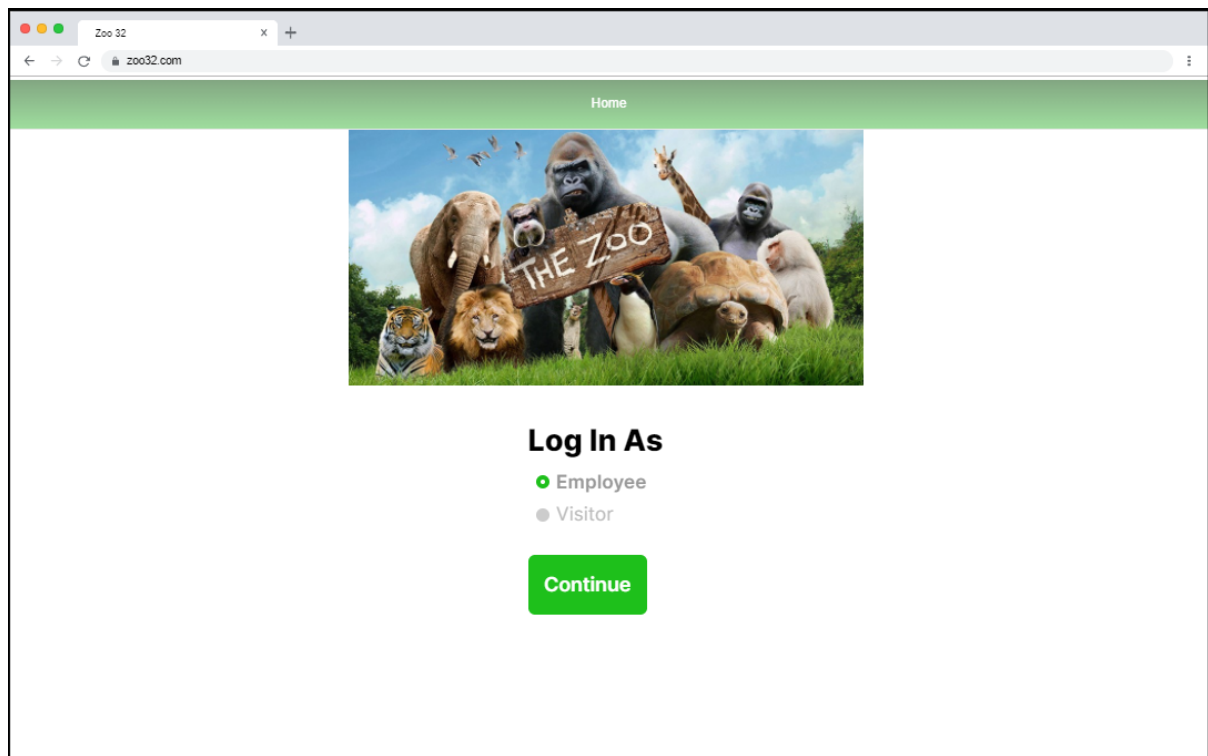 Zoo 32
zoo32.com
Home
THE ZOO
Log In As
Employee
Visitor
Continue